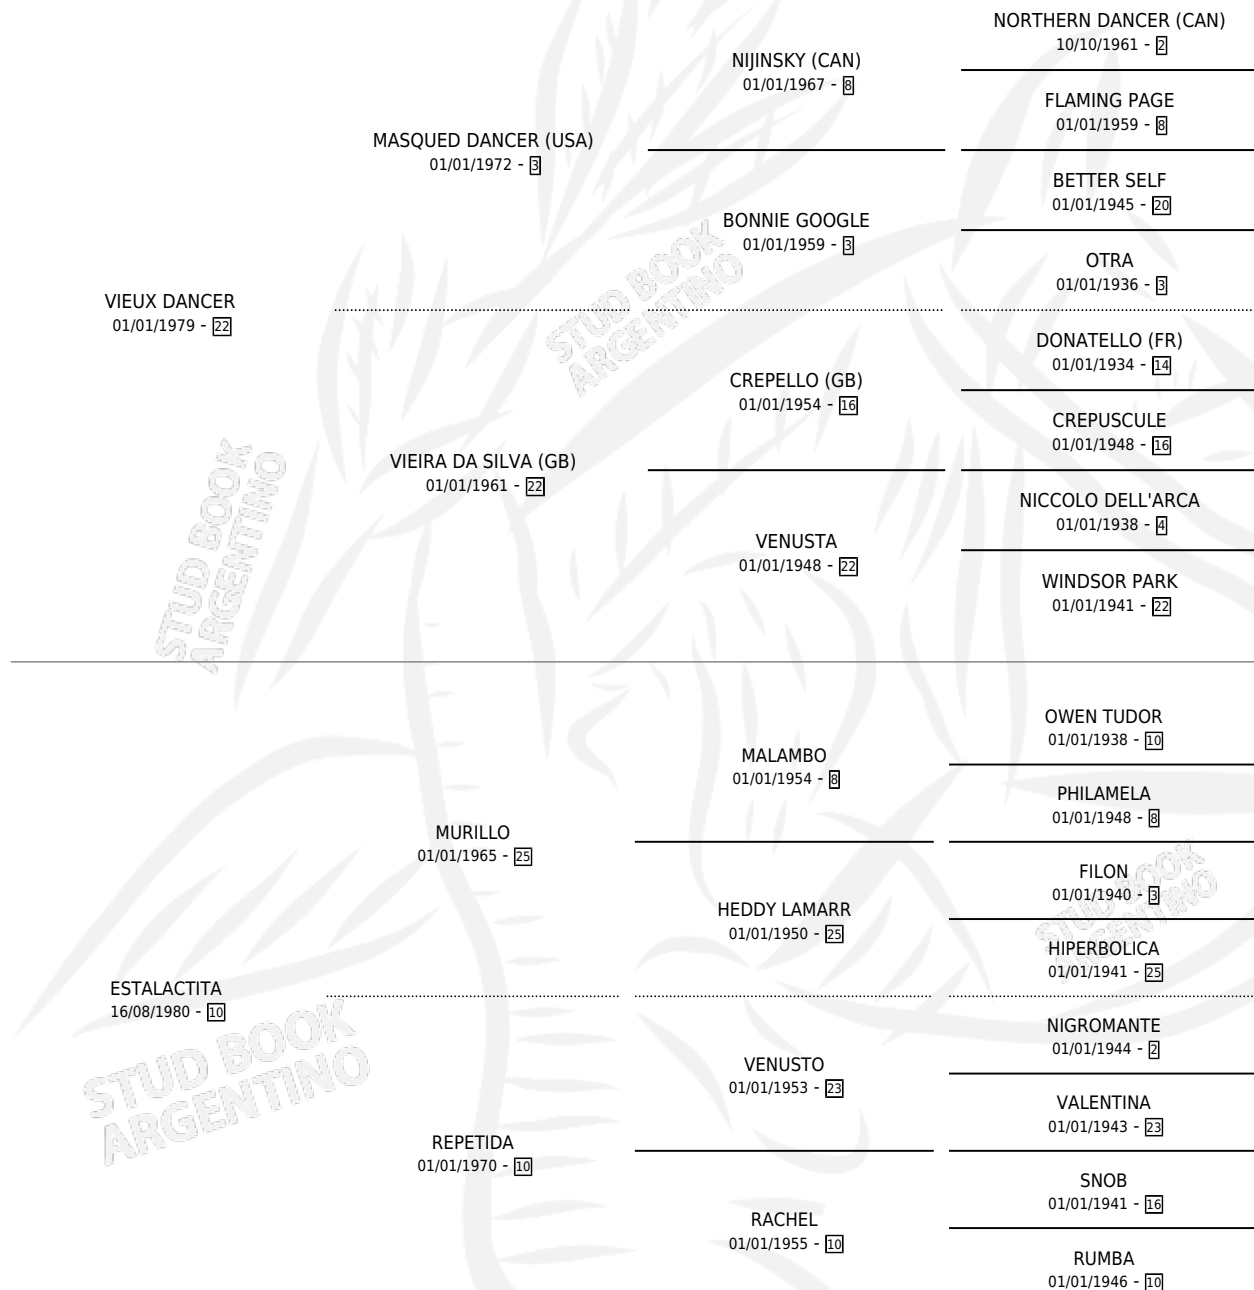 NORTHERN DANCER (CAN)
10/10/1961 - 2
NIJINSKY (CAN)
01/01/1967 - 8
FLAMING PAGE
01/01/1959 - 8
MASQUED DANCER (USA)
01/01/1972 - 3
BETTER SELF
01/01/1945 - 20
BONNIE GOOGLE
01/01/1959 - 3
OTRA
01/01/1936 - 3
VIEUX DANCER
01/01/1979 - 22
STUD BOOK
ARGENTINO
DONATELLO (FR)
01/01/1934 - 14
CREPELLO (GB)
01/01/1954 - 16
CREPUSCULE
01/01/1948 - 16
VIEIRA DA SILVA (GB)
01/01/1961 - 22
NICCOLO DELL'ARCA
01/01/1938 - 4
VENUSTA
01/01/1948 - 22
WINDSOR PARK
01/01/1941 - 22
STUD BOOK
ARGENTINO
OWEN TUDOR
01/01/1938 - 10
MALAMBO
01/01/1954 - 8
PHILAMELA
01/01/1948 - 8
MURILLO
01/01/1965 - 25
FILON
01/01/1940 - 3
HEDDY LAMARR
01/01/1950 - 25
STUD BOOK
ARGENTINO
HIPERBOLICA
01/01/1941 - 25
ESTALACTITA
16/08/1980 - 10
STUD BOOK
ARGENTINO
NIGROMANTE
01/01/1944 - 2
VENUSTO
01/01/1953 - 23
VALENTINA
01/01/1943 - 23
REPETIDA
01/01/1970 - 10
SNOB
01/01/1941 - 16
RACHEL
01/01/1955 - 10
RUMBA
01/01/1946 - 10